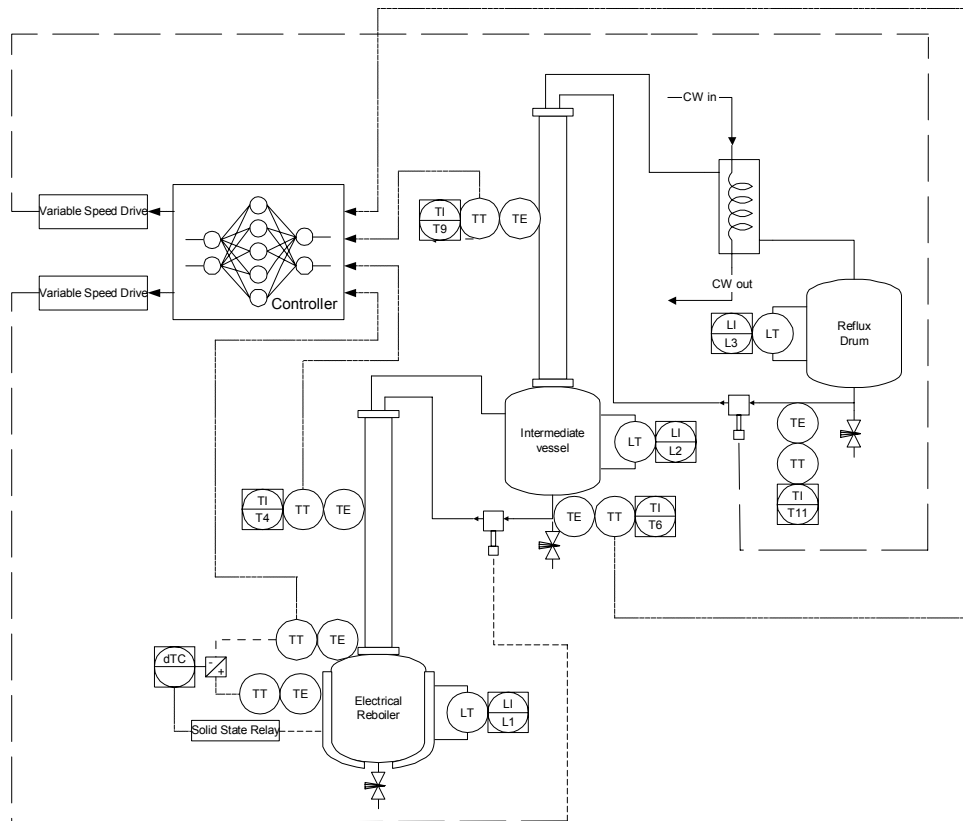 CW in
Variable Speed Drive
TI
T9
TT
TE
CW out
Variable Speed Drive
Controller
LI
L3
LT
Reflux
Drum
Intermediate
vessel
LT
LI
L2
TE
TT
TI
T11
TI
T4
TT
TE
TE
TT
TI
T6
TT
TE
dTC
-
+
TT
TE
Electrical
Reboiler
LT
LI
L1
Solid State Relay